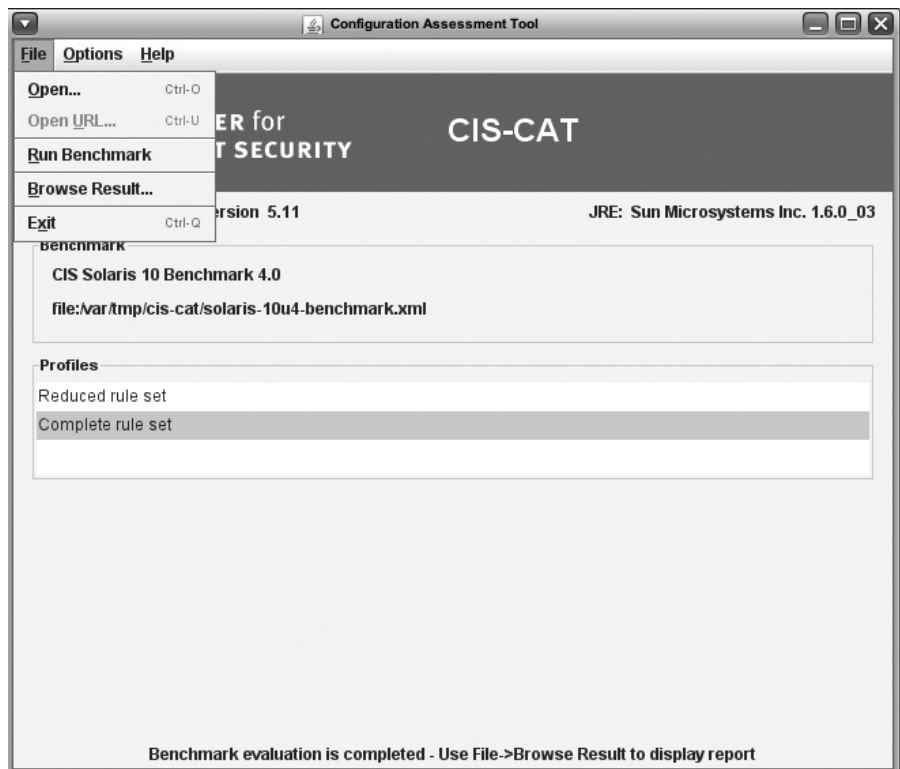 Configuration Assessment Tool
File Options Help
Open... Ctrl-O
Open URL... Ctrl-U
Run Benchmark
Browse Result...
Exit Ctrl-Q
for
SECURITY
CIS-CAT
5.11
JRE: Sun Microsystems Inc. 1.6.0_03
Benchmark
CIS Solaris 10 Benchmark 4.0
file:/var/tmp/cis-cat/solaris-10u4-benchmark.xml
Profiles
Reduced rule set
Complete rule set
Benchmark evaluation is completed - Use File->Browse Result to display report